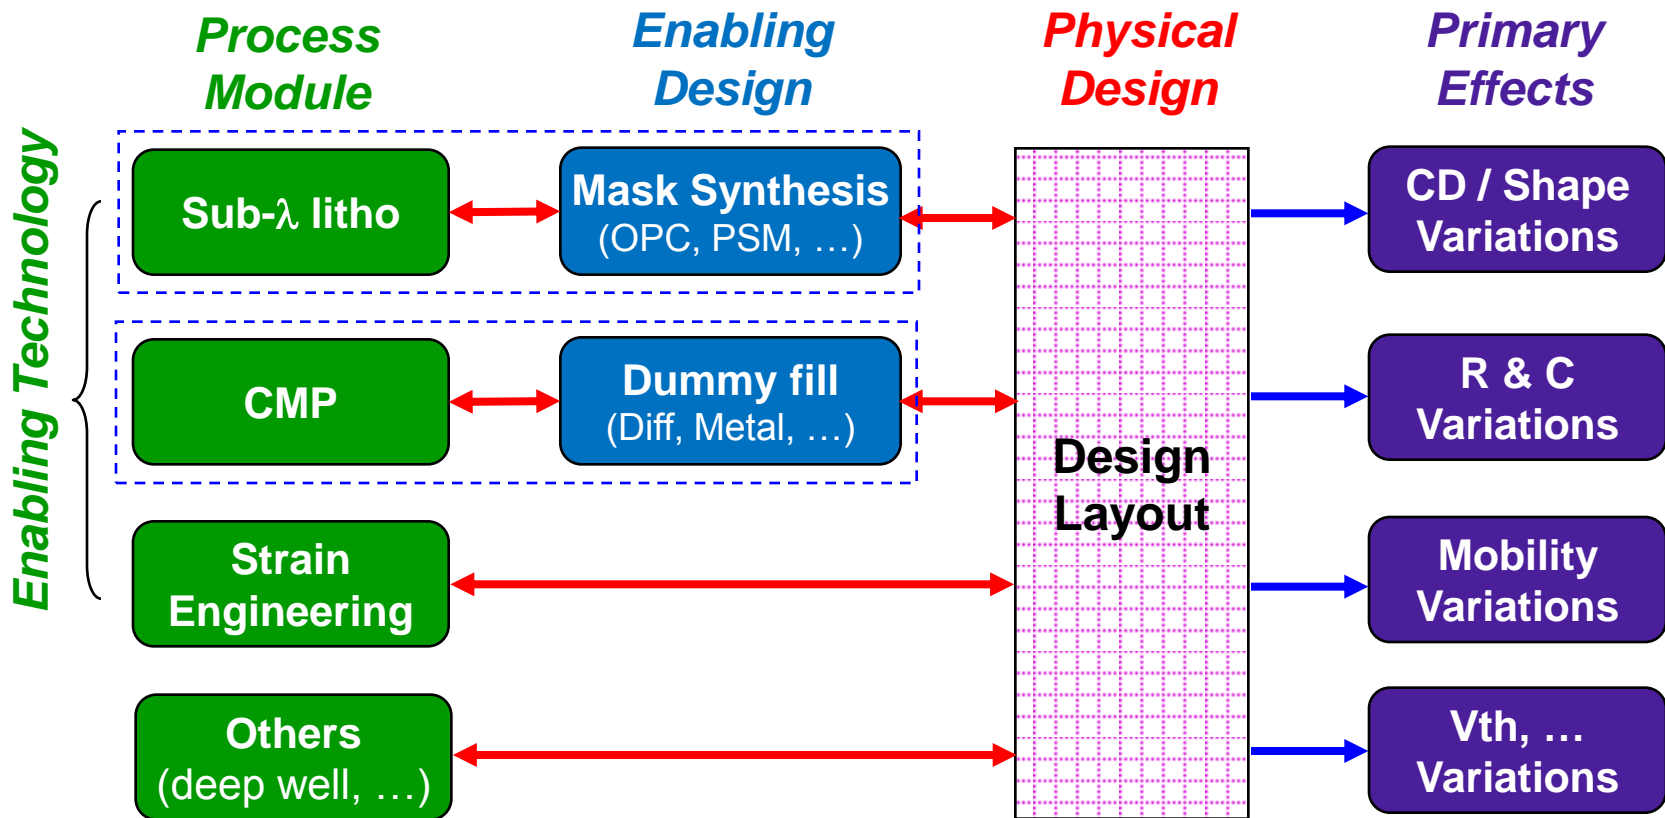 Process
Module
Enabling
Design
Physical
Design
Primary
Effects
Enabling Technology
Sub-λ litho
Mask Synthesis
(OPC, PSM, …)
CD / Shape
Variations
CMP
Dummy fill
(Diff, Metal, …)
R & C
Variations
Design
Layout
Strain
Engineering
Mobility
Variations
Others
(deep well, …)
Vth, …
Variations